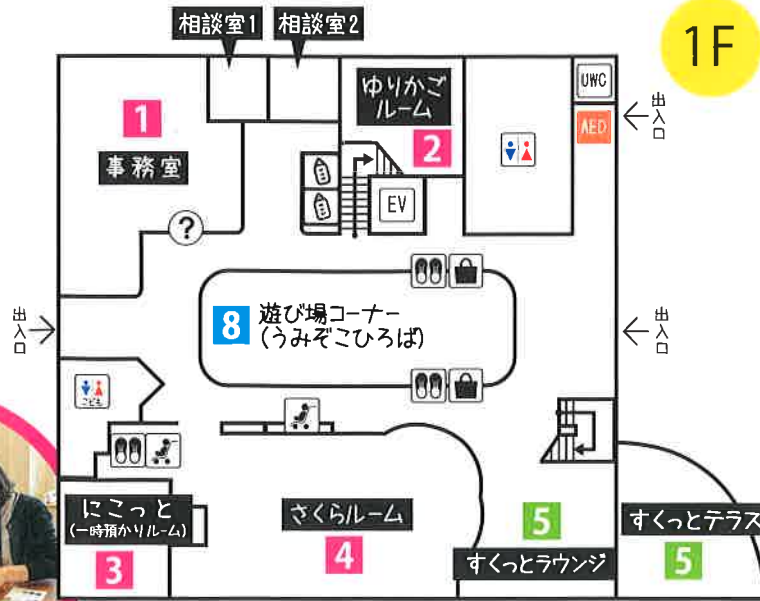 相談室1
相談室2
1F
ゆりかご
ルーム
UWC
1
2
AED
出入口
事務室
EV
?
8
遊び場コーナー
(うみぞこひろば)
出入口
出入口
こども
にこっと
(一時預かりルーム)
3
さくらルーム
4
5
すくっとラウンジ
すくっとテラス
5